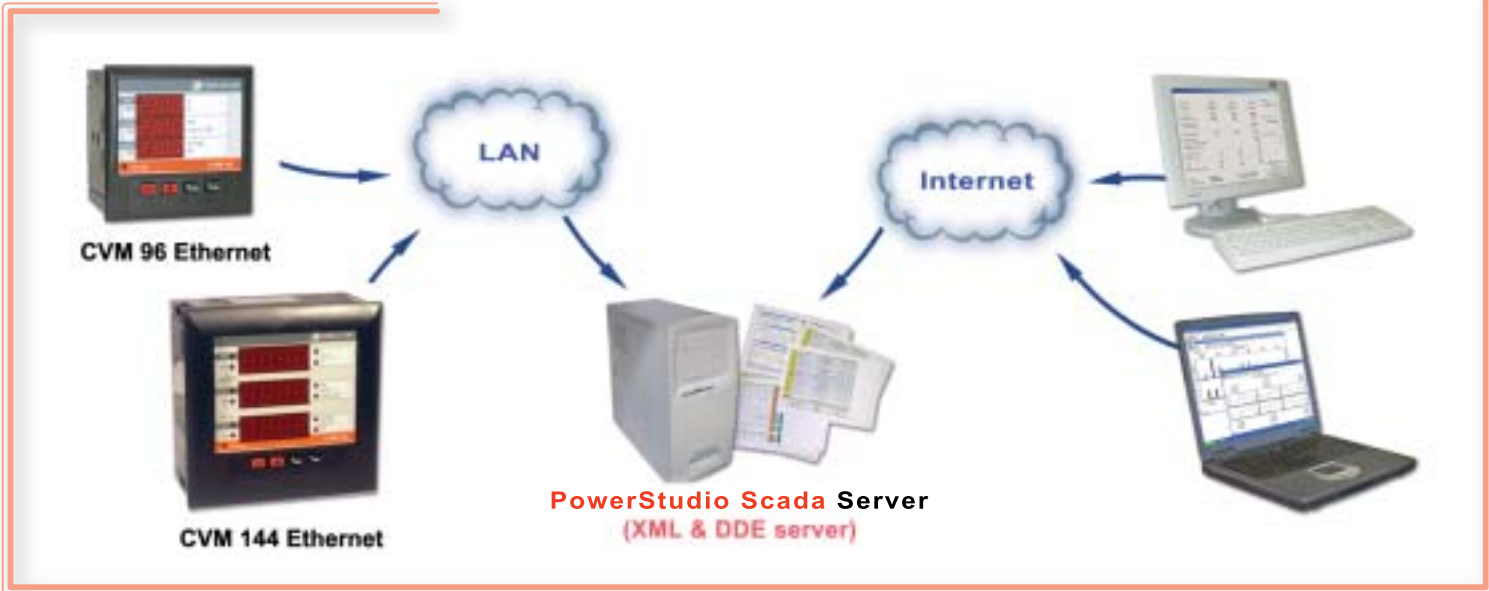 LAN
Internet
CVM 96 Ethernet
CVM 144 Ethernet
PowerStudio Scada Server
(XML & DDE server)